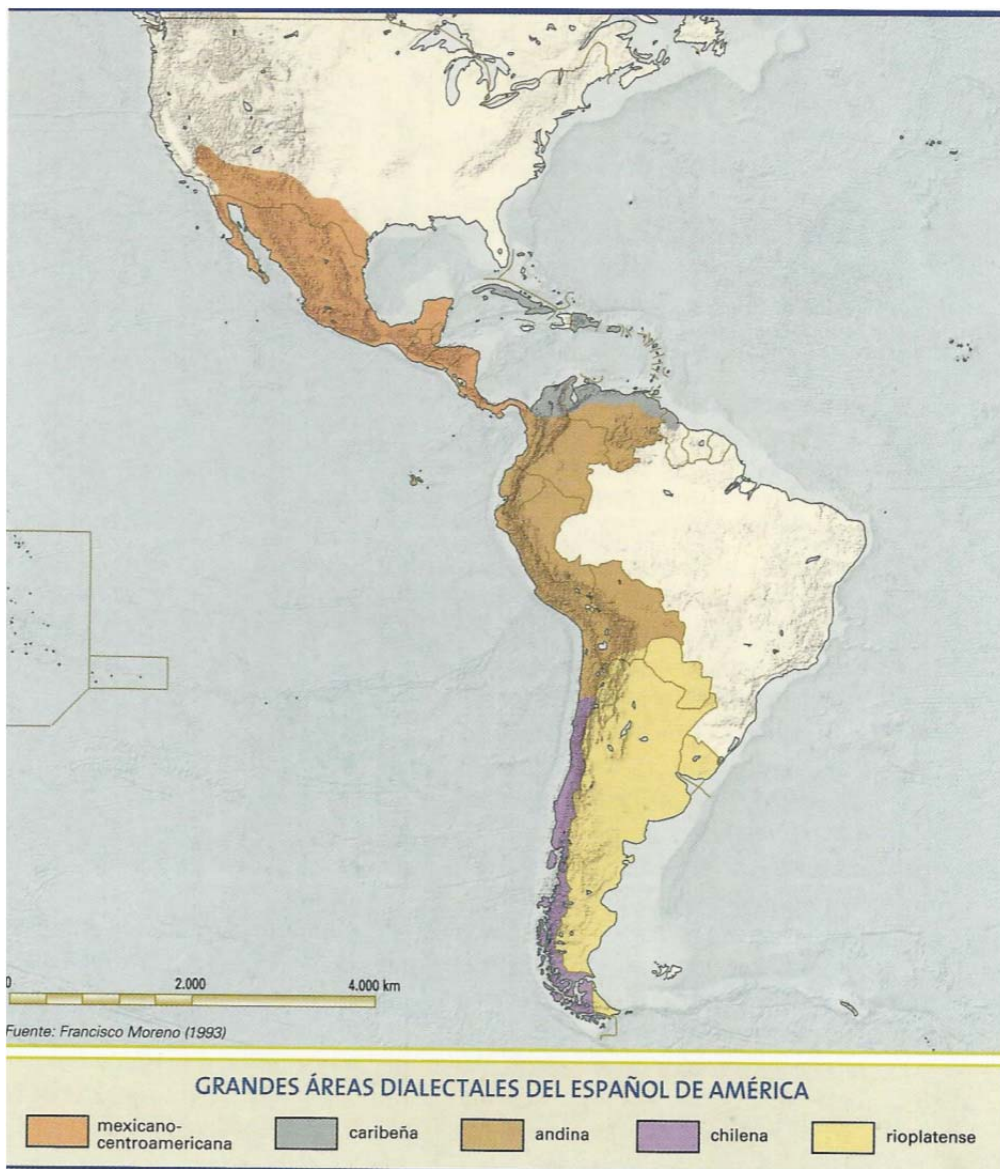 0
2.000
4.000 km
Fuente: Francisco Moreno (1993)
GRANDES ÁREAS DIALECTALES DEL ESPAÑOL DE AMÉRICA
mexicano-
centroamericana
caribeña
andina
chilena
rioplatense